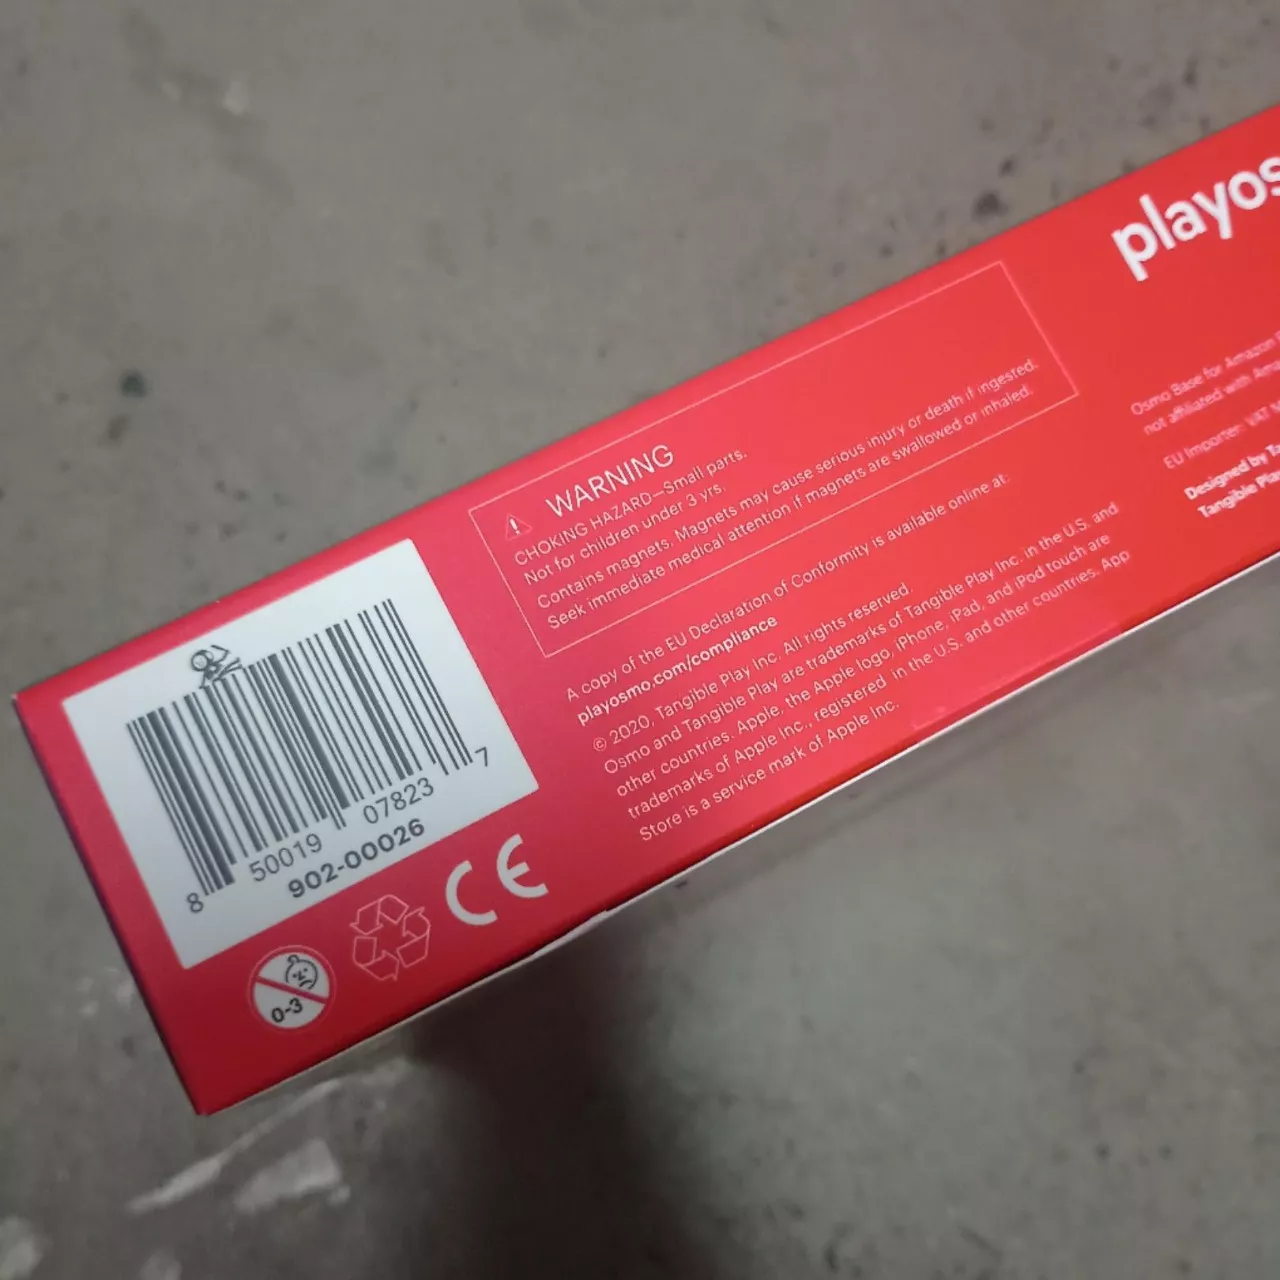 playos
WARNING
CHOKING HAZARD—Small parts.
Not for children under 3 yrs.
Contains magnets. Magnets may cause serious injury or death if ingested.
Seek immediate medical attention if magnets are swallowed or inhaled.
A copy of the EU Declaration of Conformity is available online at:
playosmo.com/compliance
© 2020, Tangible Play Inc. All rights reserved.
Osmo and Tangible Play are trademarks of Tangible Play Inc. in the U.S. and
other countries. Apple, the Apple logo, iPhone, iPad, and iPod touch are
trademarks of Apple Inc., registered in the U.S. and other countries. App
Store is a service mark of Apple Inc.
Osmo Base for Amazon
not affiliated with
EU Importer: VAT
Designed by
Tangible
8 50019 07823 7
902-00026
CE
0-3